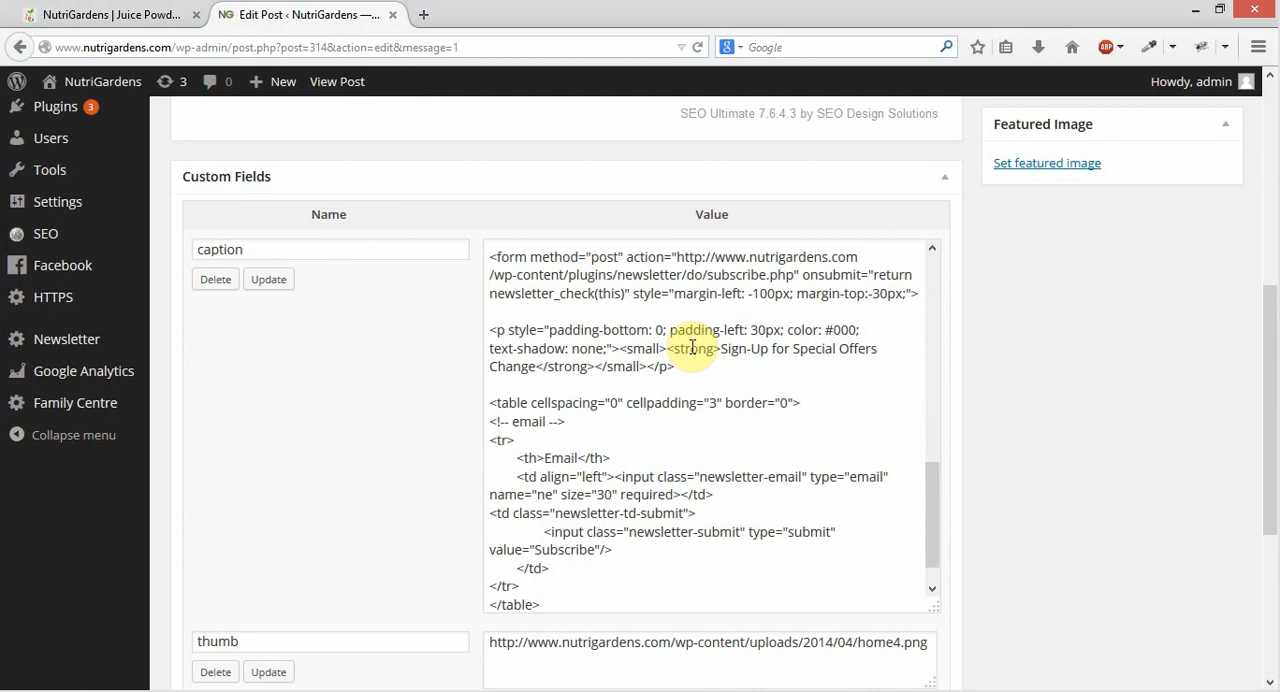 NutriGardens | Juice Powd... × NG Edit Post ‹ NutriGardens —... ×
www.nutrigardens.com/wp-admin/post.php?post=314&action=edit&message=1 Google
NutriGardens 3 0 New View Post Howdy, admin
Plugins 3
Users
Tools
Settings
SEO
Facebook
HTTPS
Newsletter
Google Analytics
Family Centre
Collapse menu
SEO Ultimate 7.6.4.3 by SEO Design Solutions
Custom Fields
Name Value
caption
Delete Update
<form method="post" action="http://www.nutrigardens.com
/wp-content/plugins/newsletter/do/subscribe.php" onsubmit="return
newsletter_check(this)" style="margin-left: -100px; margin-top:-30px;">
<p style="padding-bottom: 0; padding-left: 30px; color: #000;
text-shadow: none;"><small><strong>Sign-Up for Special Offers
Change</strong></small></p>
<table cellspacing="0" cellpadding="3" border="0">
<!-- email -->
<tr>
<th>Email</th>
<td align="left"><input class="newsletter-email" type="email"
name="ne" size="30" required></td>
<td class="newsletter-td-submit">
<input class="newsletter-submit" type="submit"
value="Subscribe"/>
</td>
</tr>
</table>
thumb
Delete Update
http://www.nutrigardens.com/wp-content/uploads/2014/04/home4.png
Featured Image
Set featured image